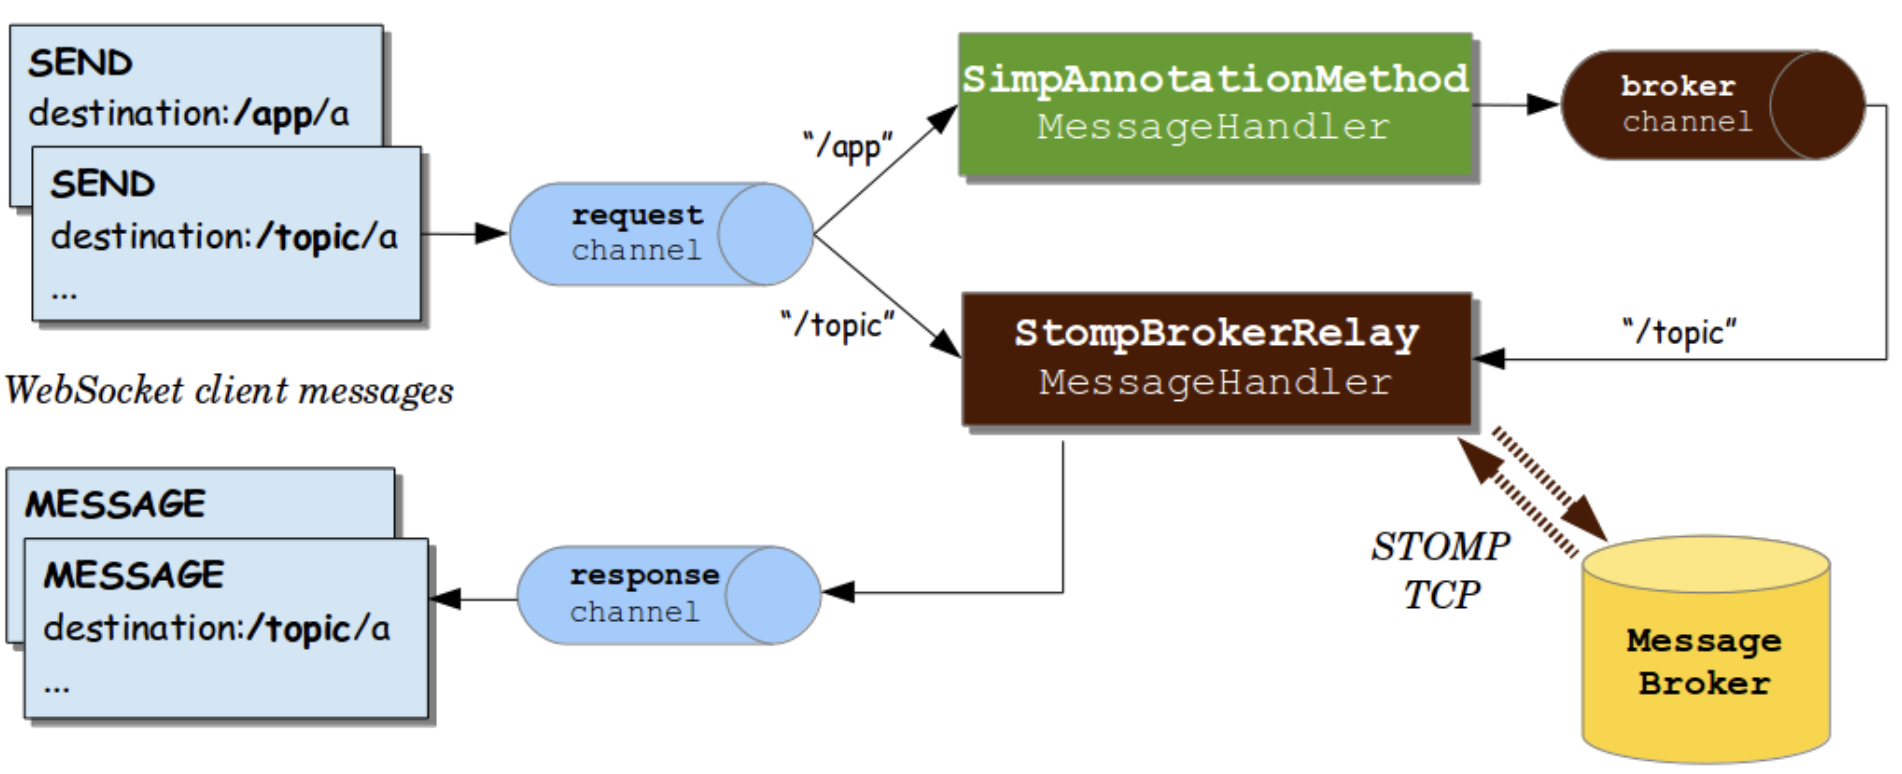 SEND
destination:/app/a
SEND
destination:/topic/a
...
WebSocket client messages
request
channel
"/app"
"/topic"
SimpAnnotationMethod
MessageHandler
broker
channel
StompBrokerRelay
MessageHandler
"/topic"
MESSAGE
MESSAGE
destination:/topic/a
...
response
channel
STOMP
TCP
Message
Broker